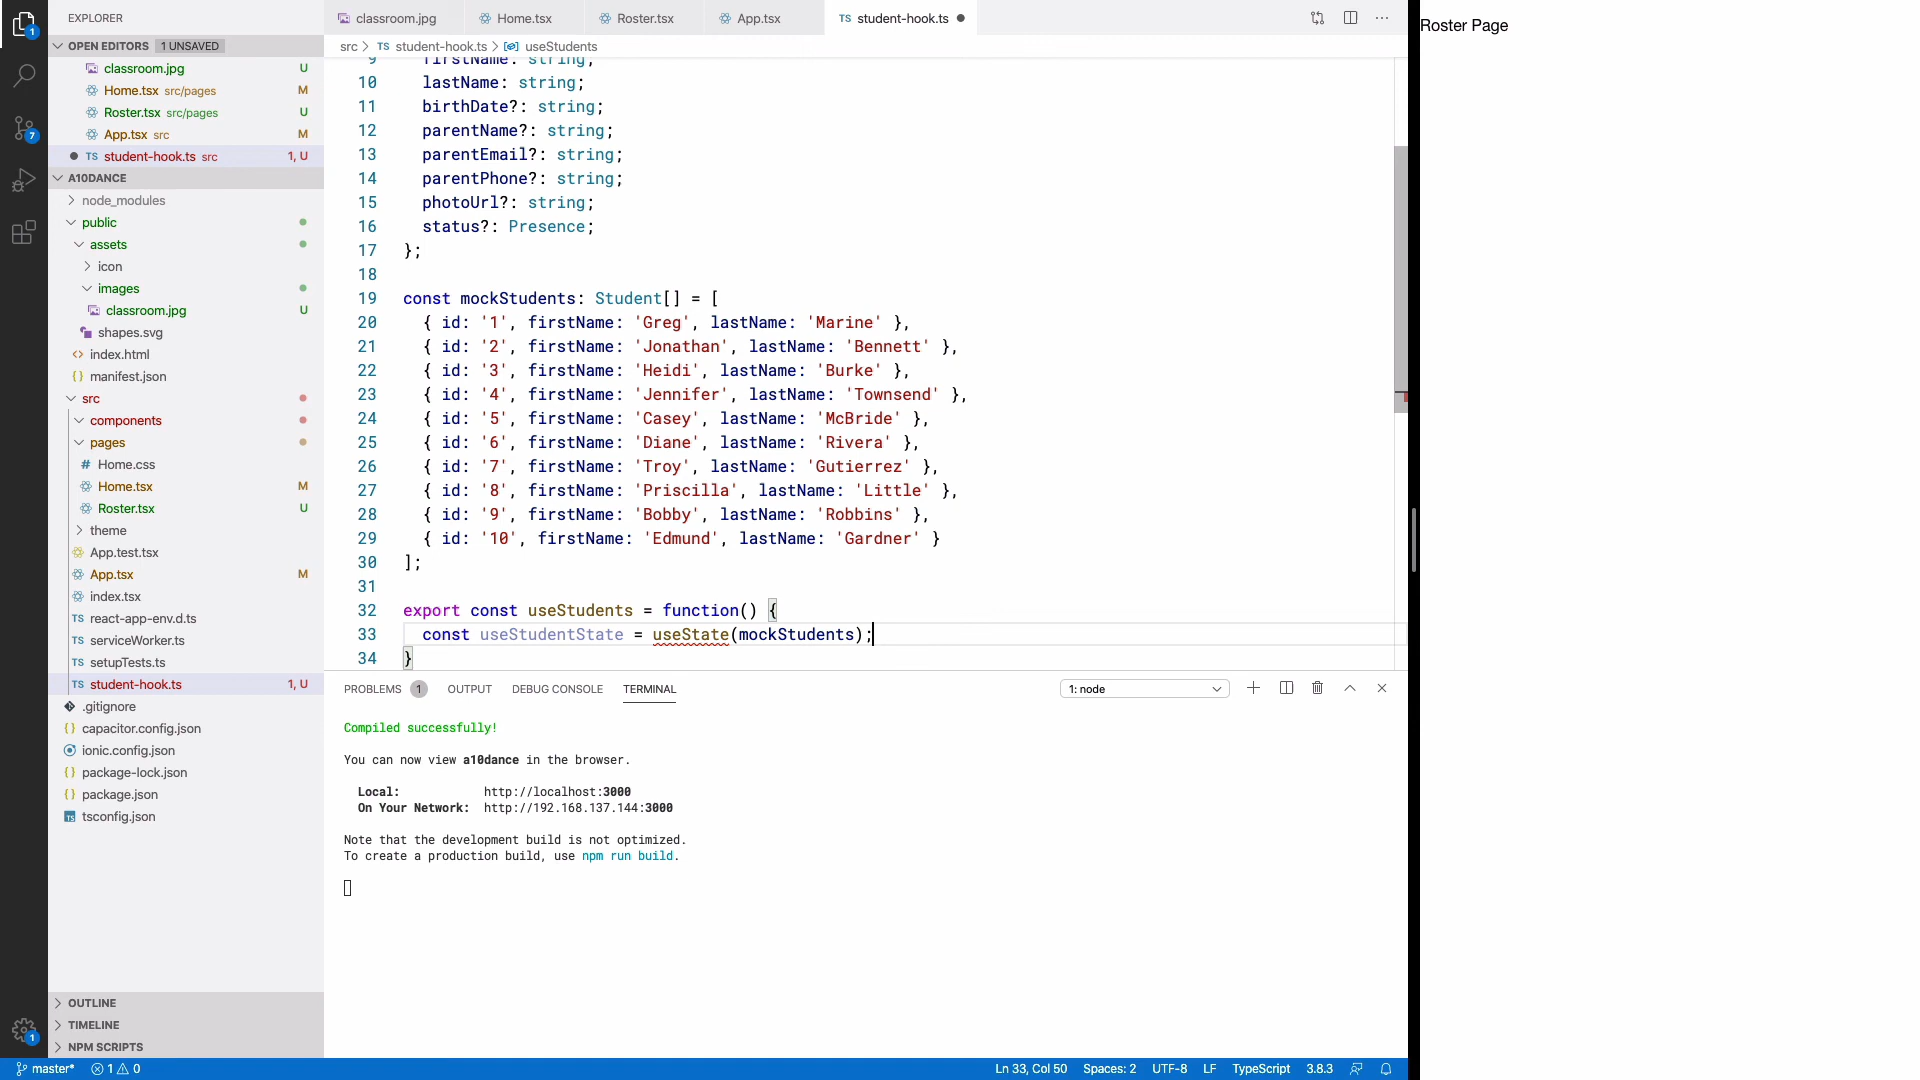 EXPLORER
OPEN EDITORS 1 UNSAVED
classroom.jpg U
Home.tsx src/pages M
Roster.tsx src/pages U
App.tsx src M
TS student-hook.ts src 1, U
A10DANCE
node_modules
public
assets
icon
images
classroom.jpg U
shapes.svg
<> index.html
{} manifest.json
src
components
pages
# Home.css
Home.tsx M
Roster.tsx U
theme
App.test.tsx
App.tsx M
index.tsx
TS react-app-env.d.ts
TS serviceWorker.ts
TS setupTests.ts
TS student-hook.ts 1, U
.gitignore
{} capacitor.config.json
ionic.config.json
{} package-lock.json
{} package.json
TS tsconfig.json
OUTLINE
TIMELINE
NPM SCRIPTS
1
7
1
classroom.jpg Home.tsx Roster.tsx App.tsx TS student-hook.ts
src > TS student-hook.ts > useStudents
9 firstName: string;
10 lastName: string;
11 birthDate?: string;
12 parentName?: string;
13 parentEmail?: string;
14 parentPhone?: string;
15 photoUrl?: string;
16 status?: Presence;
17 };
18
19 const mockStudents: Student[] = [
20 { id: '1', firstName: 'Greg', lastName: 'Marine' },
21 { id: '2', firstName: 'Jonathan', lastName: 'Bennett' },
22 { id: '3', firstName: 'Heidi', lastName: 'Burke' },
23 { id: '4', firstName: 'Jennifer', lastName: 'Townsend' },
24 { id: '5', firstName: 'Casey', lastName: 'McBride' },
25 { id: '6', firstName: 'Diane', lastName: 'Rivera' },
26 { id: '7', firstName: 'Troy', lastName: 'Gutierrez' },
27 { id: '8', firstName: 'Priscilla', lastName: 'Little' },
28 { id: '9', firstName: 'Bobby', lastName: 'Robbins' },
29 { id: '10', firstName: 'Edmund', lastName: 'Gardner' }
30 ];
31
32 export const useStudents = function() {
33 const useStudentState = useState(mockStudents);
34 }
PROBLEMS 1 OUTPUT DEBUG CONSOLE TERMINAL 1: node
Compiled successfully!
You can now view a10dance in the browser.
Local: http://localhost:3000
On Your Network: http://192.168.137.144:3000
Note that the development build is not optimized.
To create a production build, use npm run build.
master* 1 0 Ln 33, Col 50 Spaces: 2 UTF-8 LF TypeScript 3.8.3
Roster Page